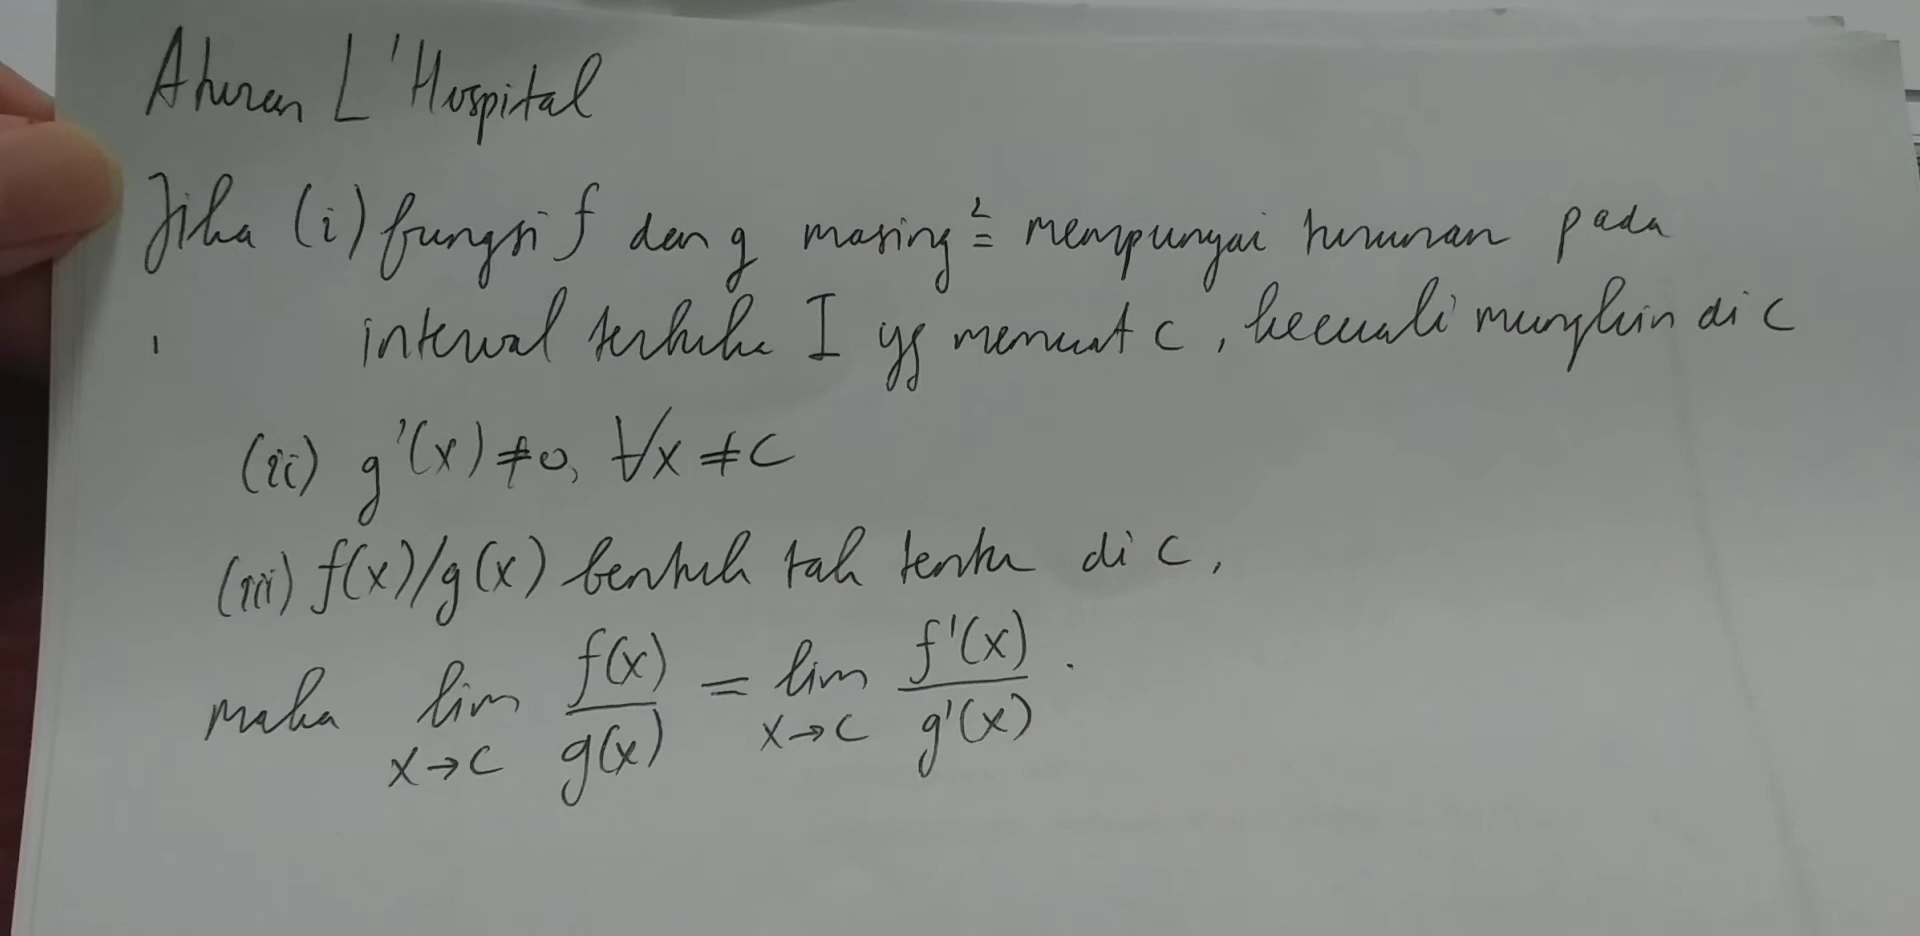 Aturan L'Hospital
Jika (i) fungsi f dan g masing² mempunyai turunan pada
interval terbuka I yg memuat c, kecuali mungkin di c
(ii) g'(x) ≠ 0, ∀x ≠ c
(iii) f(x)/g(x) bentuk tak tentu di c,
maka lim x→c f(x)/g(x) = lim x→c f'(x)/g'(x).